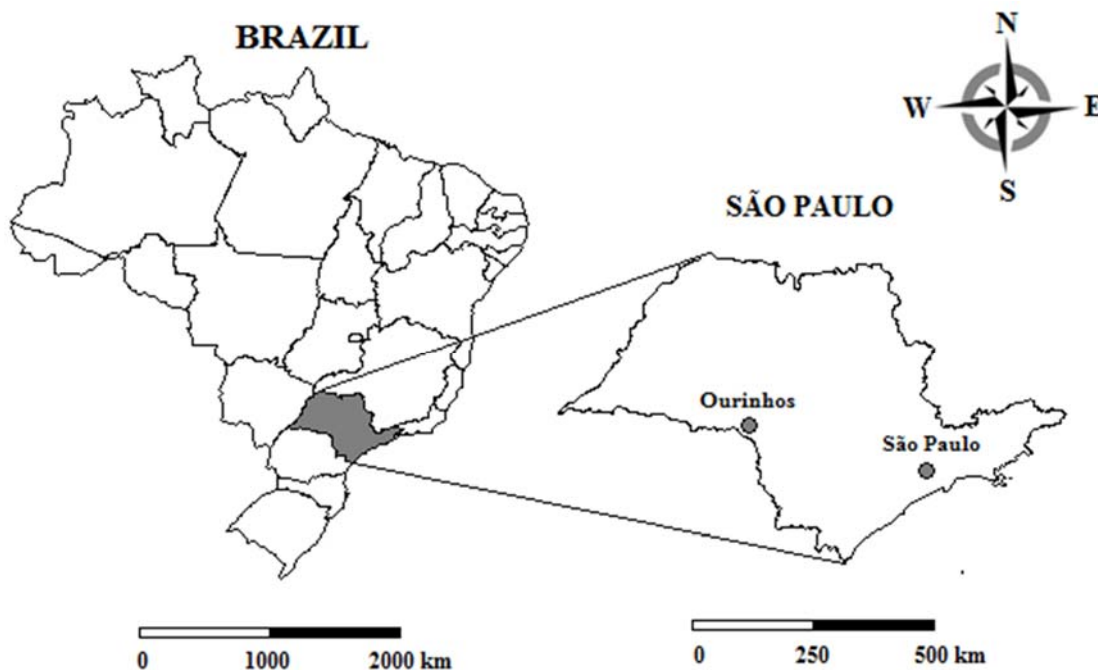 BRAZIL
N
W E
S
SÃO PAULO
Ourinhos
São Paulo
0 1000 2000 km
0 250 500 km